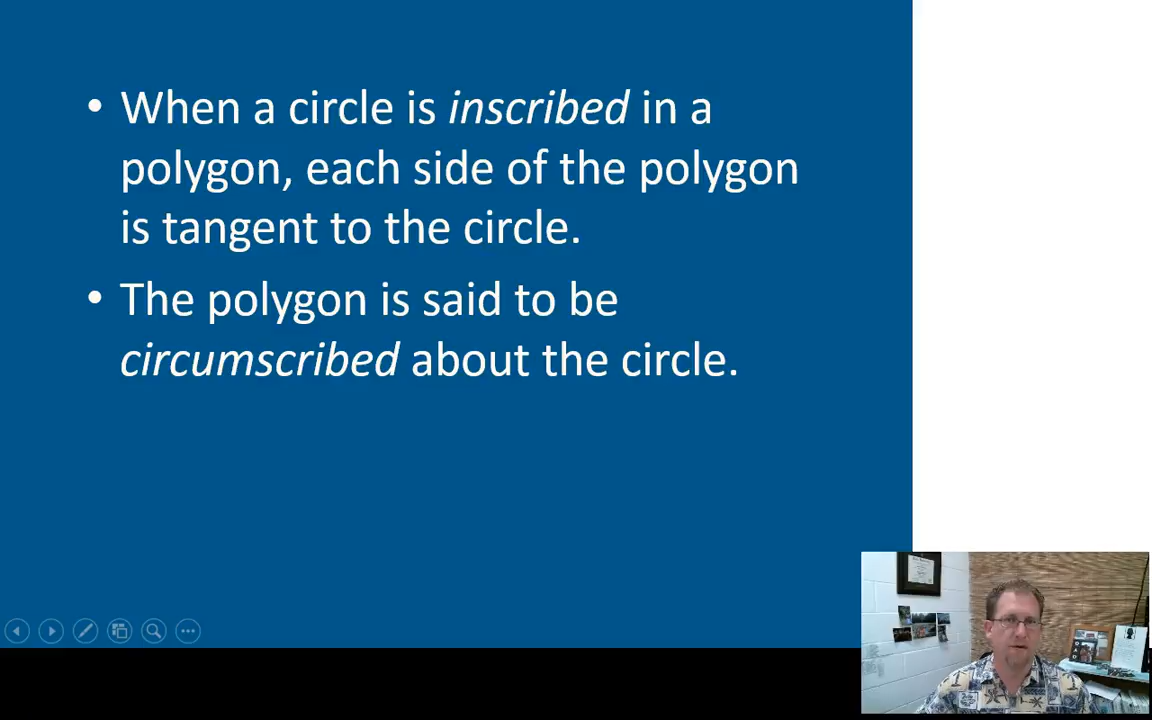 • When a circle is inscribed in a
polygon, each side of the polygon
is tangent to the circle.
• The polygon is said to be
circumscribed about the circle.